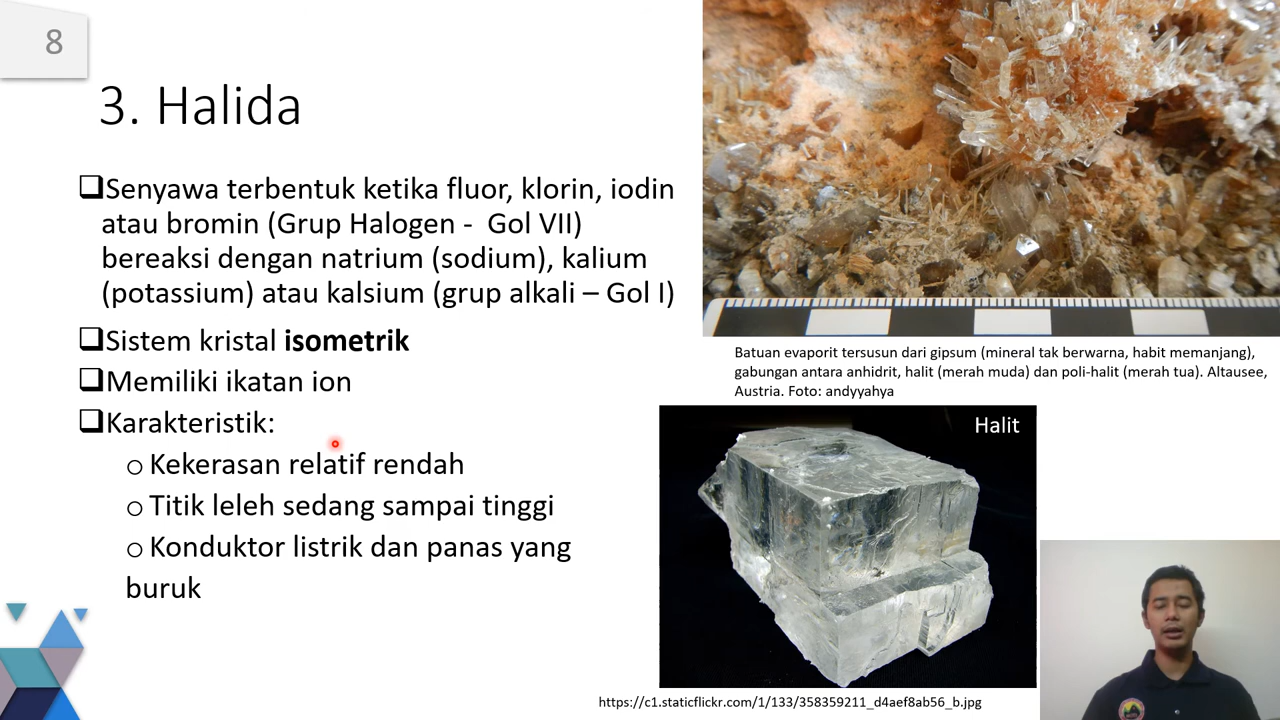 8
3. Halida
❑Senyawa terbentuk ketika fluor, klorin, iodin
atau bromin (Grup Halogen - Gol VII)
bereaksi dengan natrium (sodium), kalium
(potassium) atau kalsium (grup alkali – Gol I)
❑Sistem kristal isometrik
❑Memiliki ikatan ion
❑Karakteristik:
o Kekerasan relatif rendah
o Titik leleh sedang sampai tinggi
o Konduktor listrik dan panas yang
buruk
Batuan evaporit tersusun dari gipsum (mineral tak berwarna, habit memanjang),
gabungan antara anhidrit, halit (merah muda) dan poli-halit (merah tua). Altausee,
Austria. Foto: andyyahya
Halit
https://c1.staticflickr.com/1/133/358359211_d4aef8ab56_b.jpg